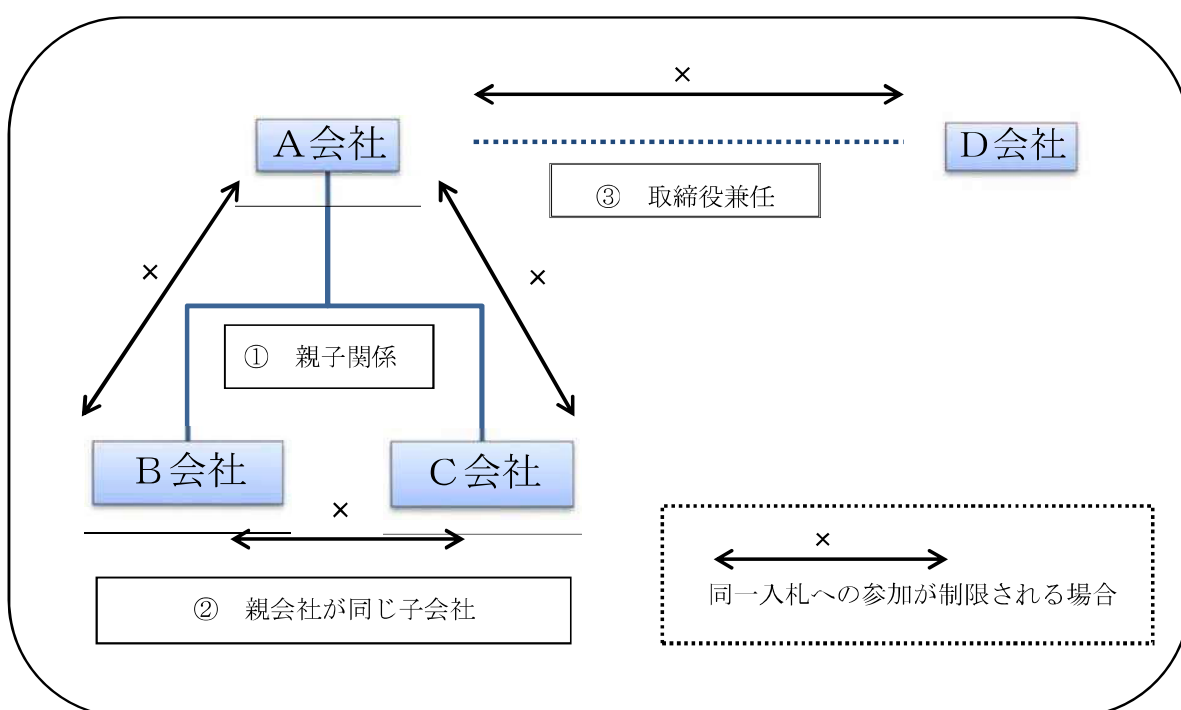 ×
A会社
D会社
③ 取締役兼任
×
×
① 親子関係
B会社
C会社
×
② 親会社が同じ子会社
×
同一入札への参加が制限される場合